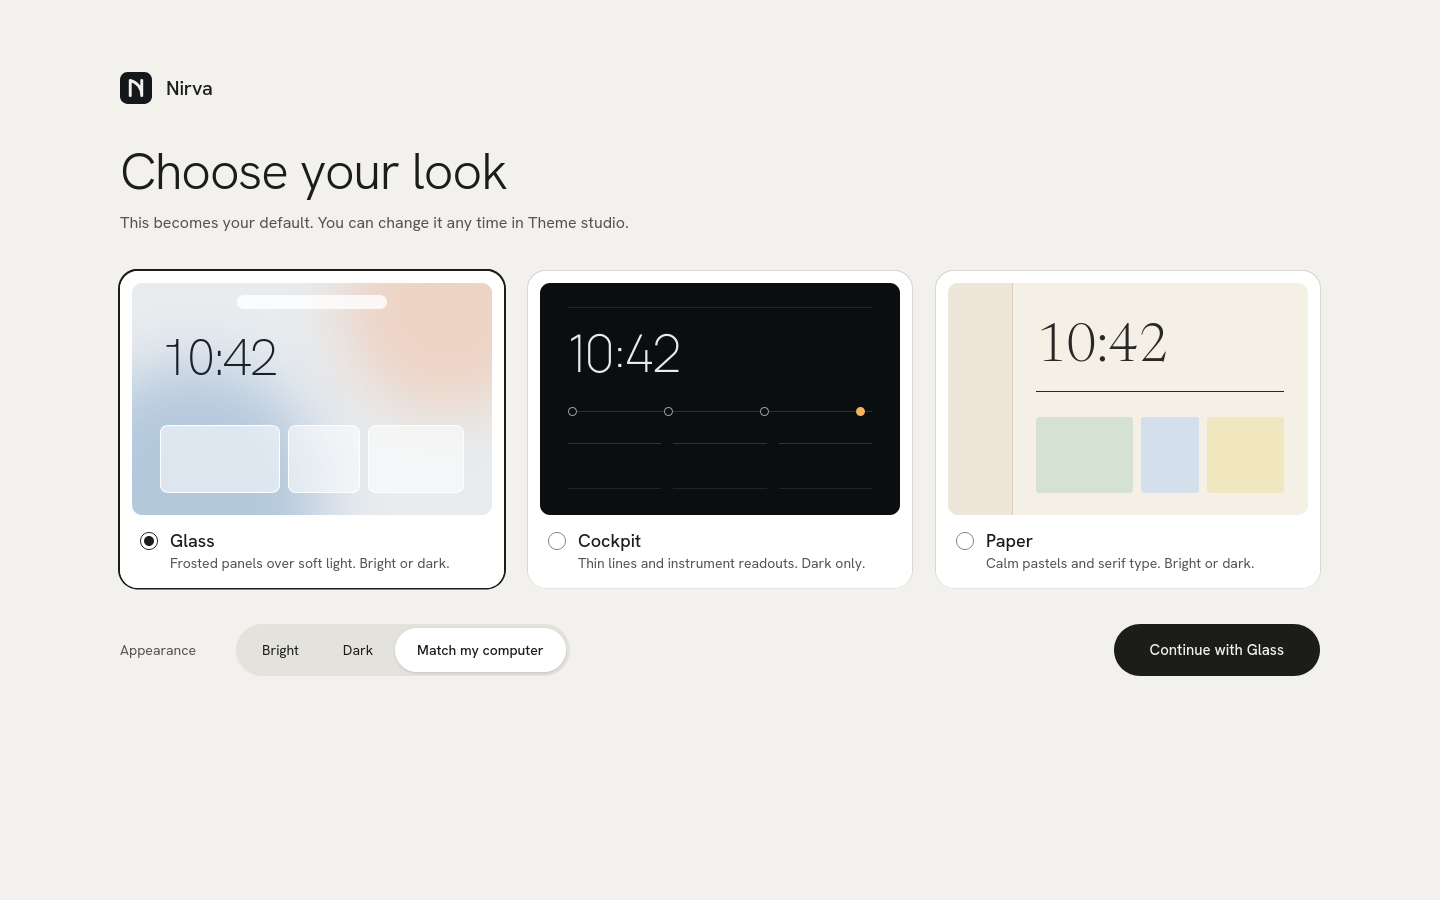 Nirva
Choose your look
This becomes your default. You can change it any time in Theme studio.
10:42
10:42
10:42
Glass
Frosted panels over soft light. Bright or dark.
Cockpit
Thin lines and instrument readouts. Dark only.
Paper
Calm pastels and serif type. Bright or dark.
Appearance
Bright
Dark
Match my computer
Continue with Glass